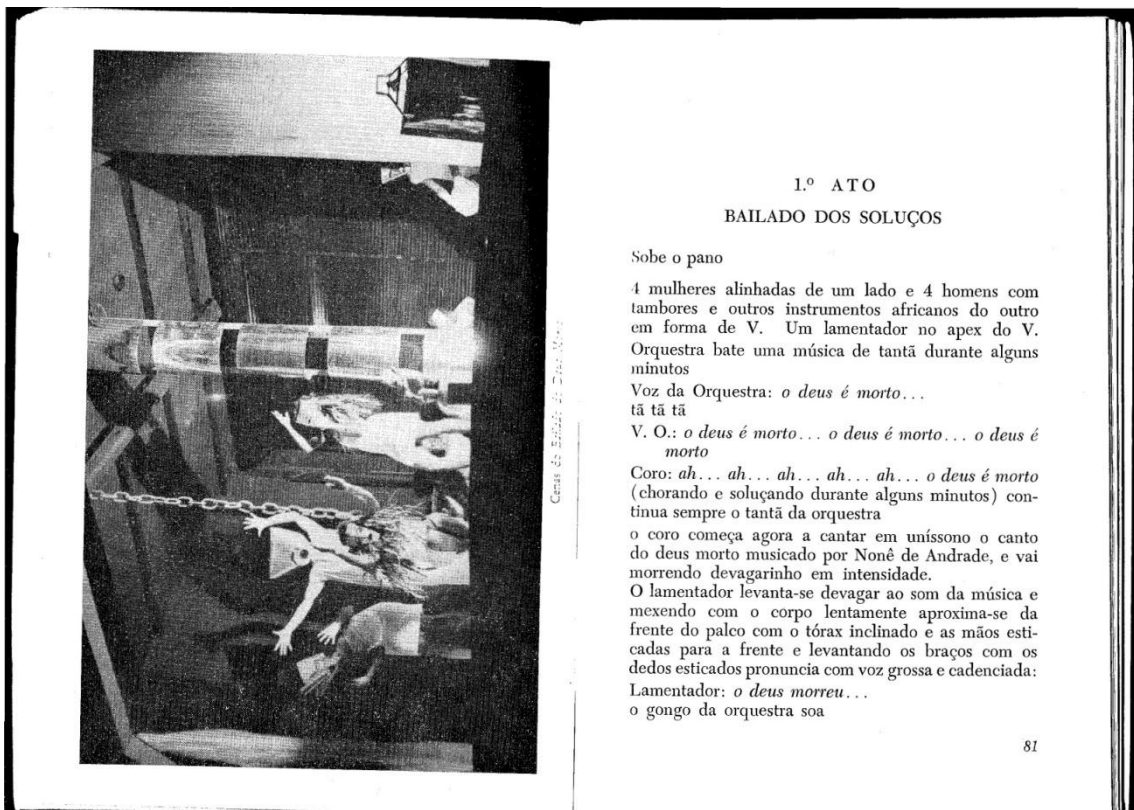 Cenas do Bailado do Deus Morto
1.º ATO
BAILADO DOS SOLUÇOS
Sobe o pano
4 mulheres alinhadas de um lado e 4 homens com
tambores e outros instrumentos africanos do outro
em forma de V. Um lamentador no apex do V.
Orquestra bate uma música de tantã durante alguns
minutos
Voz da Orquestra: o deus é morto...
tã tã tã
V. O.: o deus é morto... o deus é morto... o deus é
morto
Coro: ah... ah... ah... ah... ah... o deus é morto
(chorando e soluçando durante alguns minutos) con-
tinua sempre o tantã da orquestra
o coro começa agora a cantar em uníssono o canto
do deus morto musicado por Nonê de Andrade, e vai
morrendo devagarinho em intensidade.
O lamentador levanta-se devagar ao som da música e
mexendo com o corpo lentamente aproxima-se da
frente do palco com o tórax inclinado e as mãos esti-
cadas para a frente e levantando os braços com os
dedos esticados pronuncia com voz grossa e cadenciada:
Lamentador: o deus morreu...
o gongo da orquestra soa
81